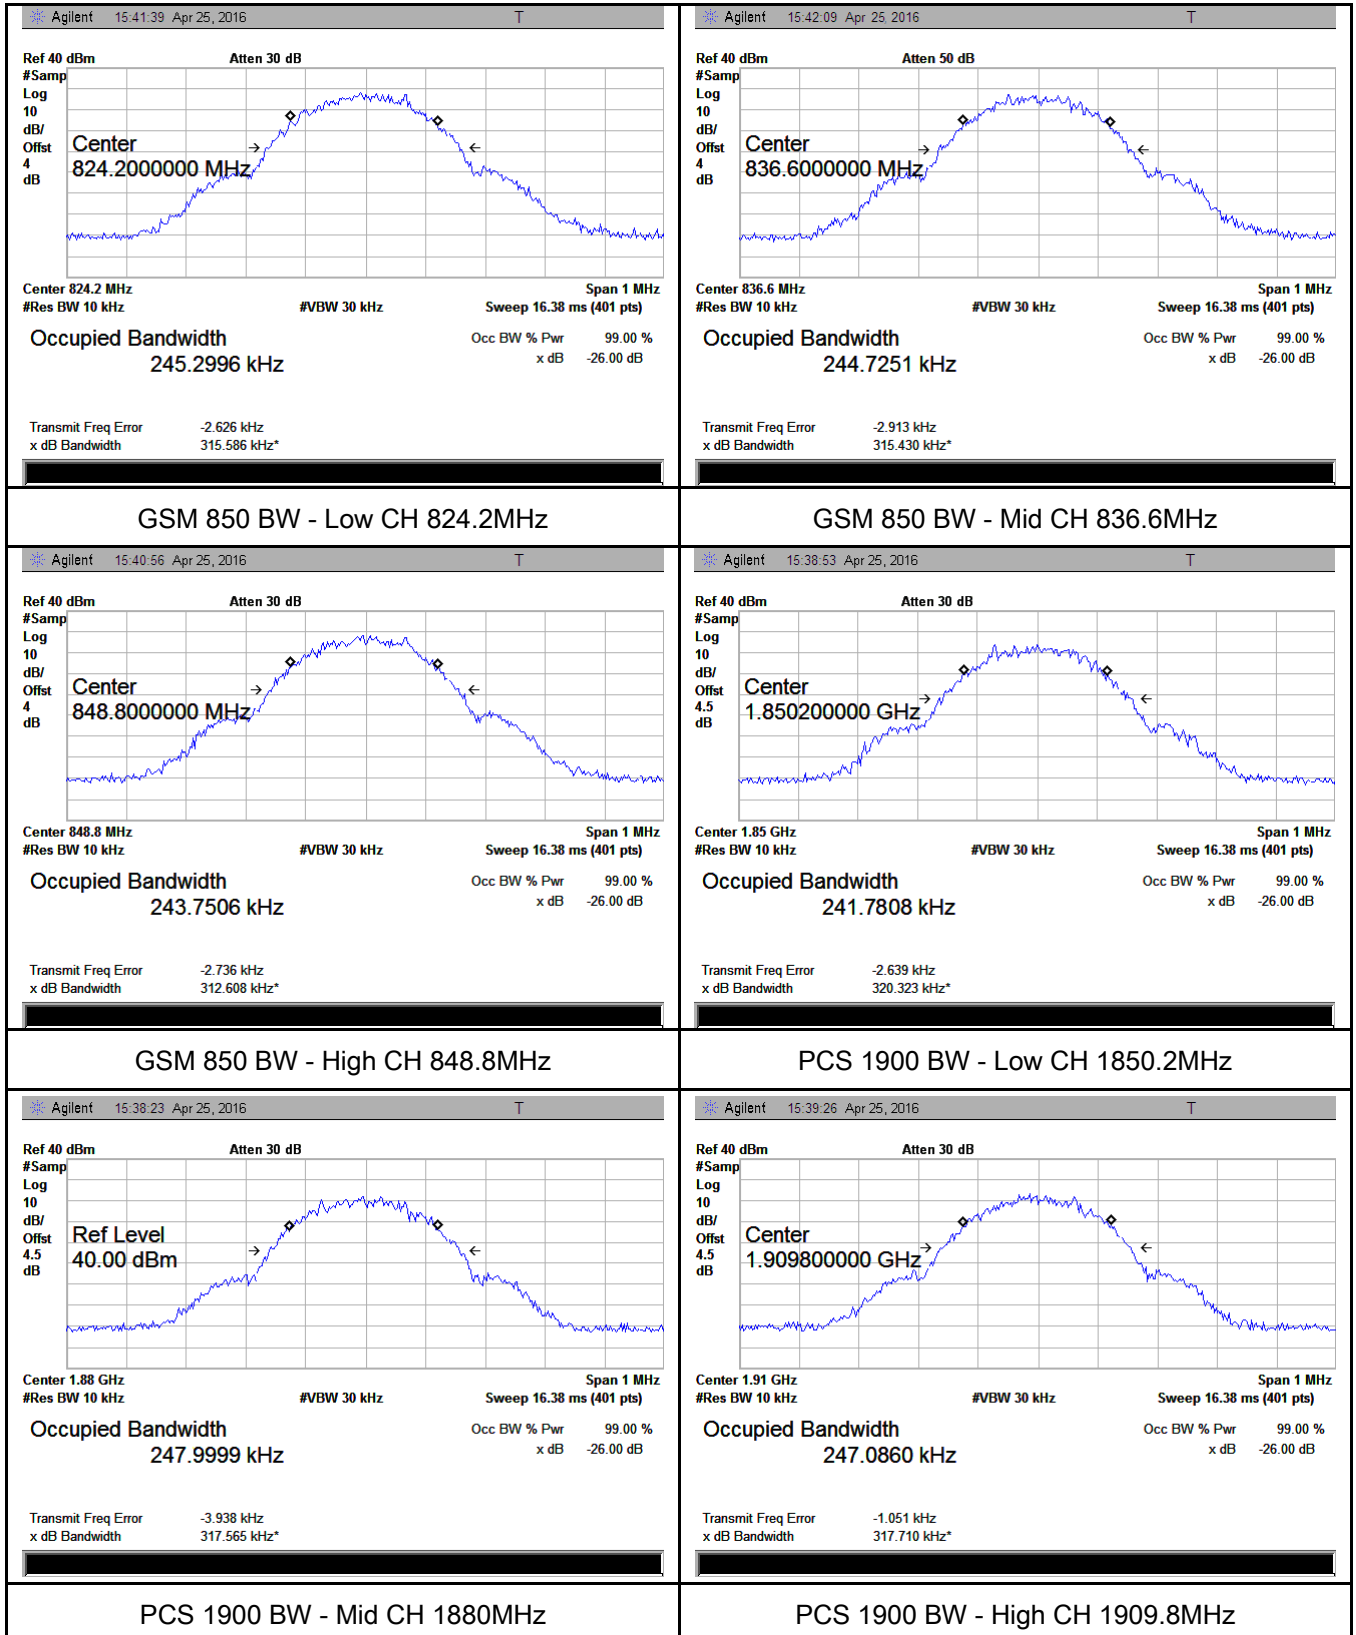 Agilent 15:41:39 Apr 25, 2016 T
Ref 40 dBm Atten 30 dB
#Samp
Log
10
dB/
Offst
4
dB
Center
824.2000000 MHz
Center 824.2 MHz Span 1 MHz
#Res BW 10 kHz #VBW 30 kHz Sweep 16.38 ms (401 pts)
Occupied Bandwidth Occ BW % Pwr 99.00 %
245.2996 kHz x dB -26.00 dB
Transmit Freq Error -2.626 kHz
x dB Bandwidth 315.586 kHz*
GSM 850 BW - Low CH 824.2MHz
Agilent 15:42:09 Apr 25, 2016 T
Ref 40 dBm Atten 50 dB
#Samp
Log
10
dB/
Offst
4
dB
Center
836.6000000 MHz
Center 836.6 MHz Span 1 MHz
#Res BW 10 kHz #VBW 30 kHz Sweep 16.38 ms (401 pts)
Occupied Bandwidth Occ BW % Pwr 99.00 %
244.7251 kHz x dB -26.00 dB
Transmit Freq Error -2.913 kHz
x dB Bandwidth 315.430 kHz*
GSM 850 BW - Mid CH 836.6MHz
Agilent 15:40:56 Apr 25, 2016 T
Ref 40 dBm Atten 30 dB
#Samp
Log
10
dB/
Offst
4
dB
Center
848.8000000 MHz
Center 848.8 MHz Span 1 MHz
#Res BW 10 kHz #VBW 30 kHz Sweep 16.38 ms (401 pts)
Occupied Bandwidth Occ BW % Pwr 99.00 %
243.7506 kHz x dB -26.00 dB
Transmit Freq Error -2.736 kHz
x dB Bandwidth 312.608 kHz*
GSM 850 BW - High CH 848.8MHz
Agilent 15:38:53 Apr 25, 2016 T
Ref 40 dBm Atten 30 dB
#Samp
Log
10
dB/
Offst
4.5
dB
Center
1.850200000 GHz
Center 1.85 GHz Span 1 MHz
#Res BW 10 kHz #VBW 30 kHz Sweep 16.38 ms (401 pts)
Occupied Bandwidth Occ BW % Pwr 99.00 %
241.7808 kHz x dB -26.00 dB
Transmit Freq Error -2.639 kHz
x dB Bandwidth 320.323 kHz*
PCS 1900 BW - Low CH 1850.2MHz
Agilent 15:38:23 Apr 25, 2016 T
Ref 40 dBm Atten 30 dB
#Samp
Log
10
dB/
Offst
4.5
dB
Ref Level
40.00 dBm
Center 1.88 GHz Span 1 MHz
#Res BW 10 kHz #VBW 30 kHz Sweep 16.38 ms (401 pts)
Occupied Bandwidth Occ BW % Pwr 99.00 %
247.9999 kHz x dB -26.00 dB
Transmit Freq Error -3.938 kHz
x dB Bandwidth 317.565 kHz*
PCS 1900 BW - Mid CH 1880MHz
Agilent 15:39:26 Apr 25, 2016 T
Ref 40 dBm Atten 30 dB
#Samp
Log
10
dB/
Offst
4.5
dB
Center
1.909800000 GHz
Center 1.91 GHz Span 1 MHz
#Res BW 10 kHz #VBW 30 kHz Sweep 16.38 ms (401 pts)
Occupied Bandwidth Occ BW % Pwr 99.00 %
247.0860 kHz x dB -26.00 dB
Transmit Freq Error -1.051 kHz
x dB Bandwidth 317.710 kHz*
PCS 1900 BW - High CH 1909.8MHz